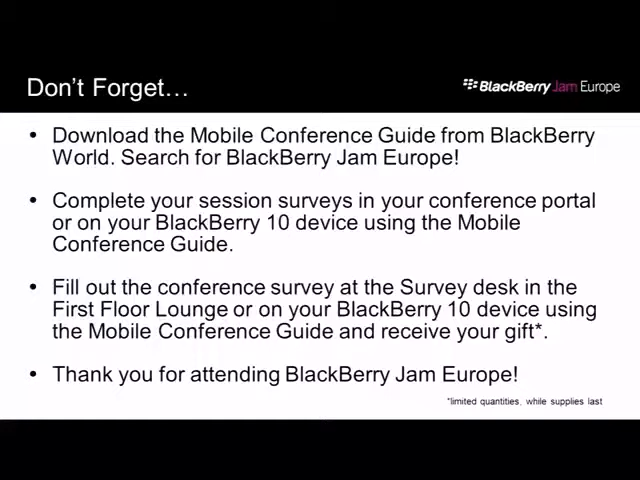 Don't Forget…
BlackBerry Jam Europe
• Download the Mobile Conference Guide from BlackBerry
World. Search for BlackBerry Jam Europe!
• Complete your session surveys in your conference portal
or on your BlackBerry 10 device using the Mobile
Conference Guide.
• Fill out the conference survey at the Survey desk in the
First Floor Lounge or on your BlackBerry 10 device using
the Mobile Conference Guide and receive your gift*.
• Thank you for attending BlackBerry Jam Europe!
*limited quantities, while supplies last